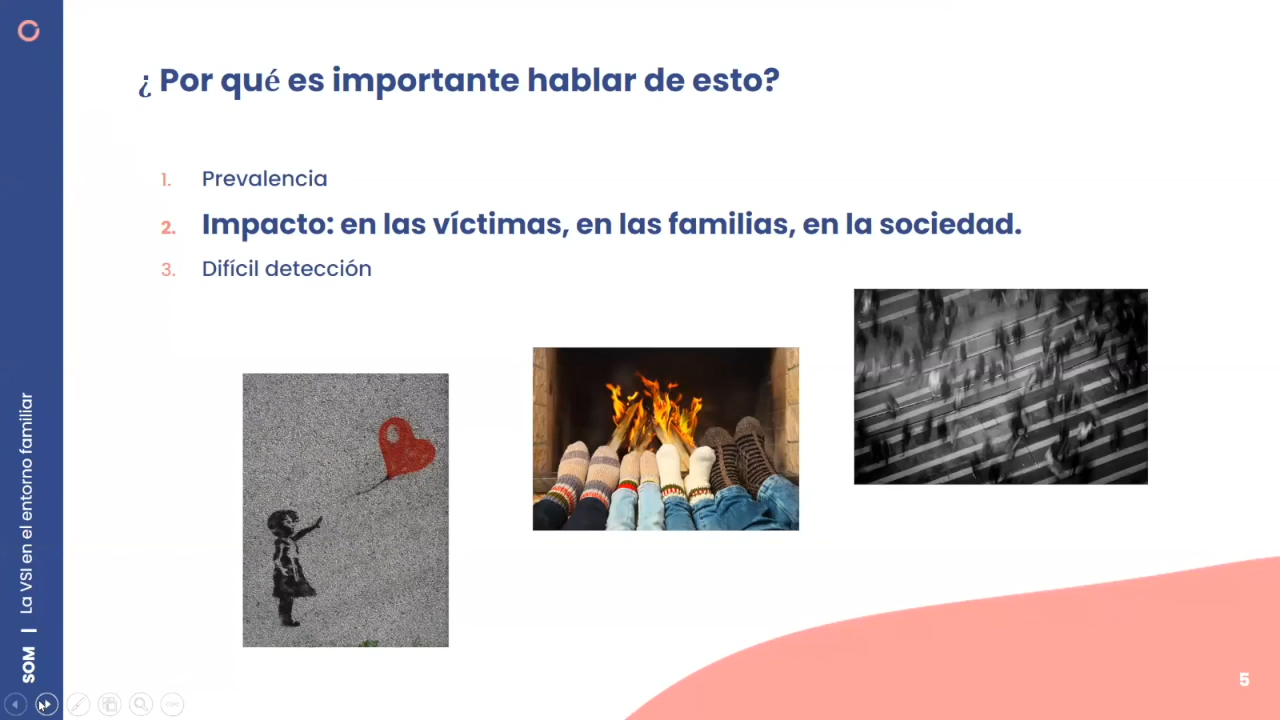 ¿ Por qué es importante hablar de esto?
1. Prevalencia
2. Impacto: en las víctimas, en las familias, en la sociedad.
3. Difícil detección
SOM | La VSI en el entorno familiar
5